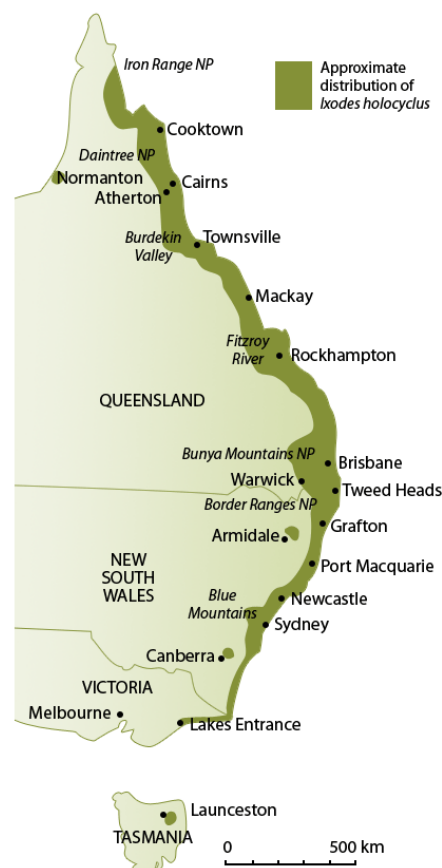 Iron Range NP
Approximate
distribution of
Ixodes holocyclus
Cooktown
Daintree NP
Normanton
Cairns
Atherton
Burdekin
Valley
Townsville
Mackay
Fitzroy
River
Rockhampton
QUEENSLAND
Bunya Mountains NP
Brisbane
Warwick
Tweed Heads
Border Ranges NP
Grafton
Armidale
NEW
SOUTH
WALES
Port Macquarie
Blue
Mountains
Newcastle
Sydney
Canberra
VICTORIA
Melbourne
Lakes Entrance
Launceston
TASMANIA
0 500 km